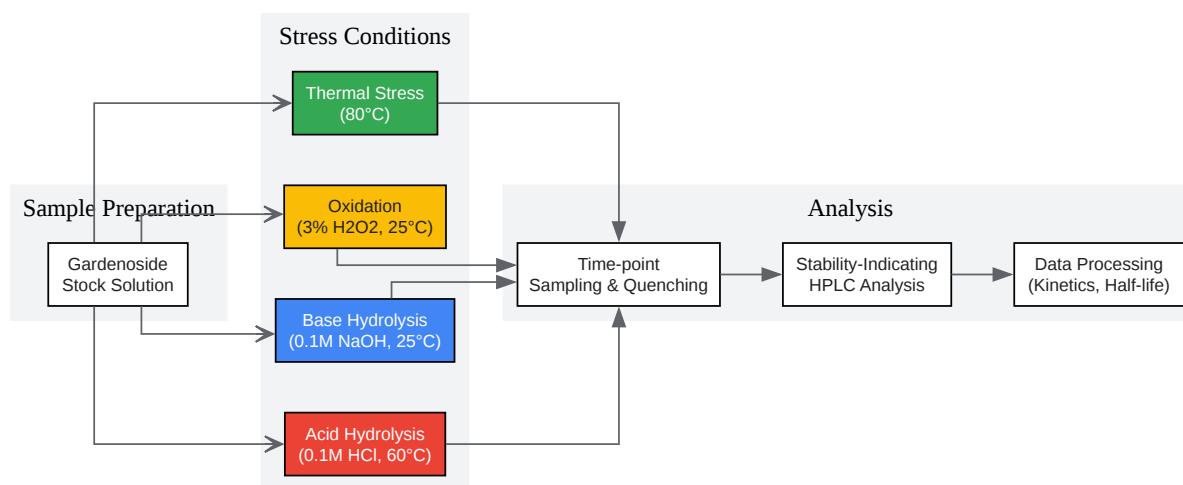 Stress Conditions
Thermal Stress
(80°C)
Sample Preparation
Gardenoside
Stock Solution
Oxidation
(3% H2O2, 25°C)
Base Hydrolysis
(0.1M NaOH, 25°C)
Acid Hydrolysis
(0.1M HCl, 60°C)
Analysis
Time-point
Sampling & Quenching
Stability-Indicating
HPLC Analysis
Data Processing
(Kinetics, Half-life)